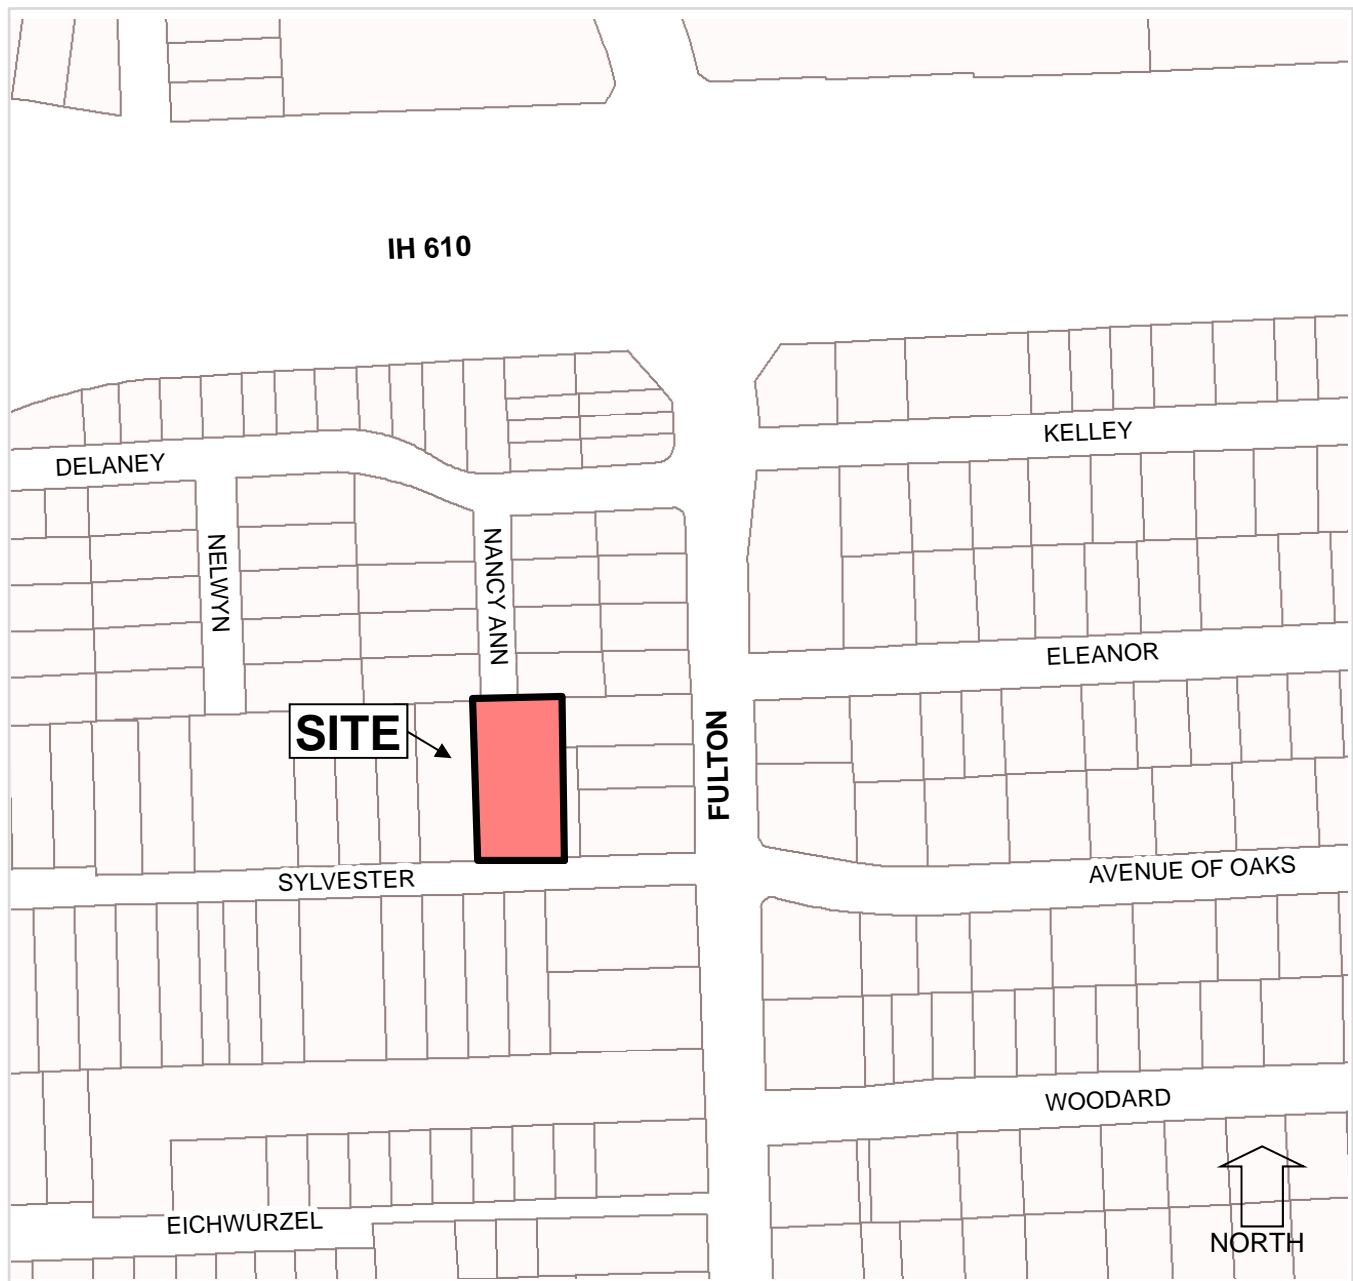 IH 610
KELLEY
DELANEY
NELWYN
NANCY ANN
ELEANOR
SITE
FULTON
AVENUE OF OAKS
SYLVESTER
WOODARD
EICHWURZEL
NORTH